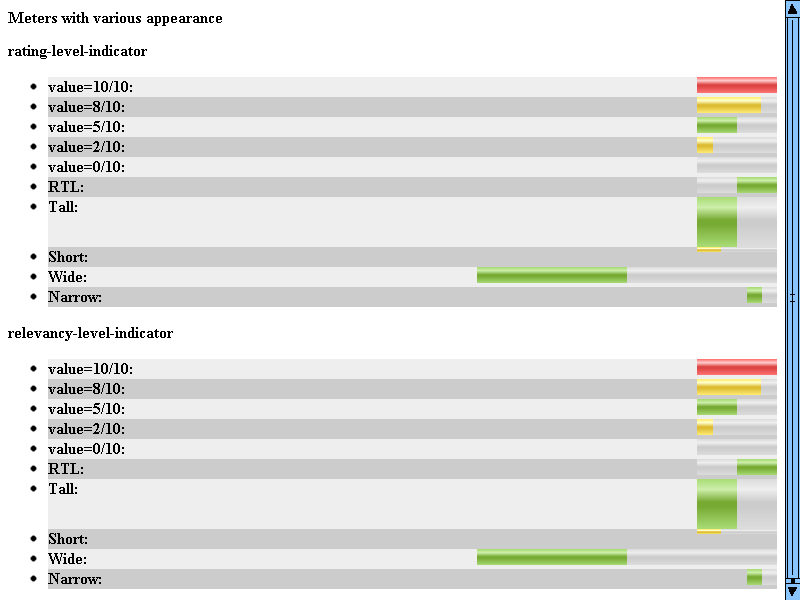 Meters with various appearance
rating-level-indicator
value=10/10:
value=8/10:
value=5/10:
value=2/10:
value=0/10:
RTL:
Tall:
Short:
Wide:
Narrow:
relevancy-level-indicator
value=10/10:
value=8/10:
value=5/10:
value=2/10:
value=0/10:
RTL:
Tall:
Short:
Wide:
Narrow: